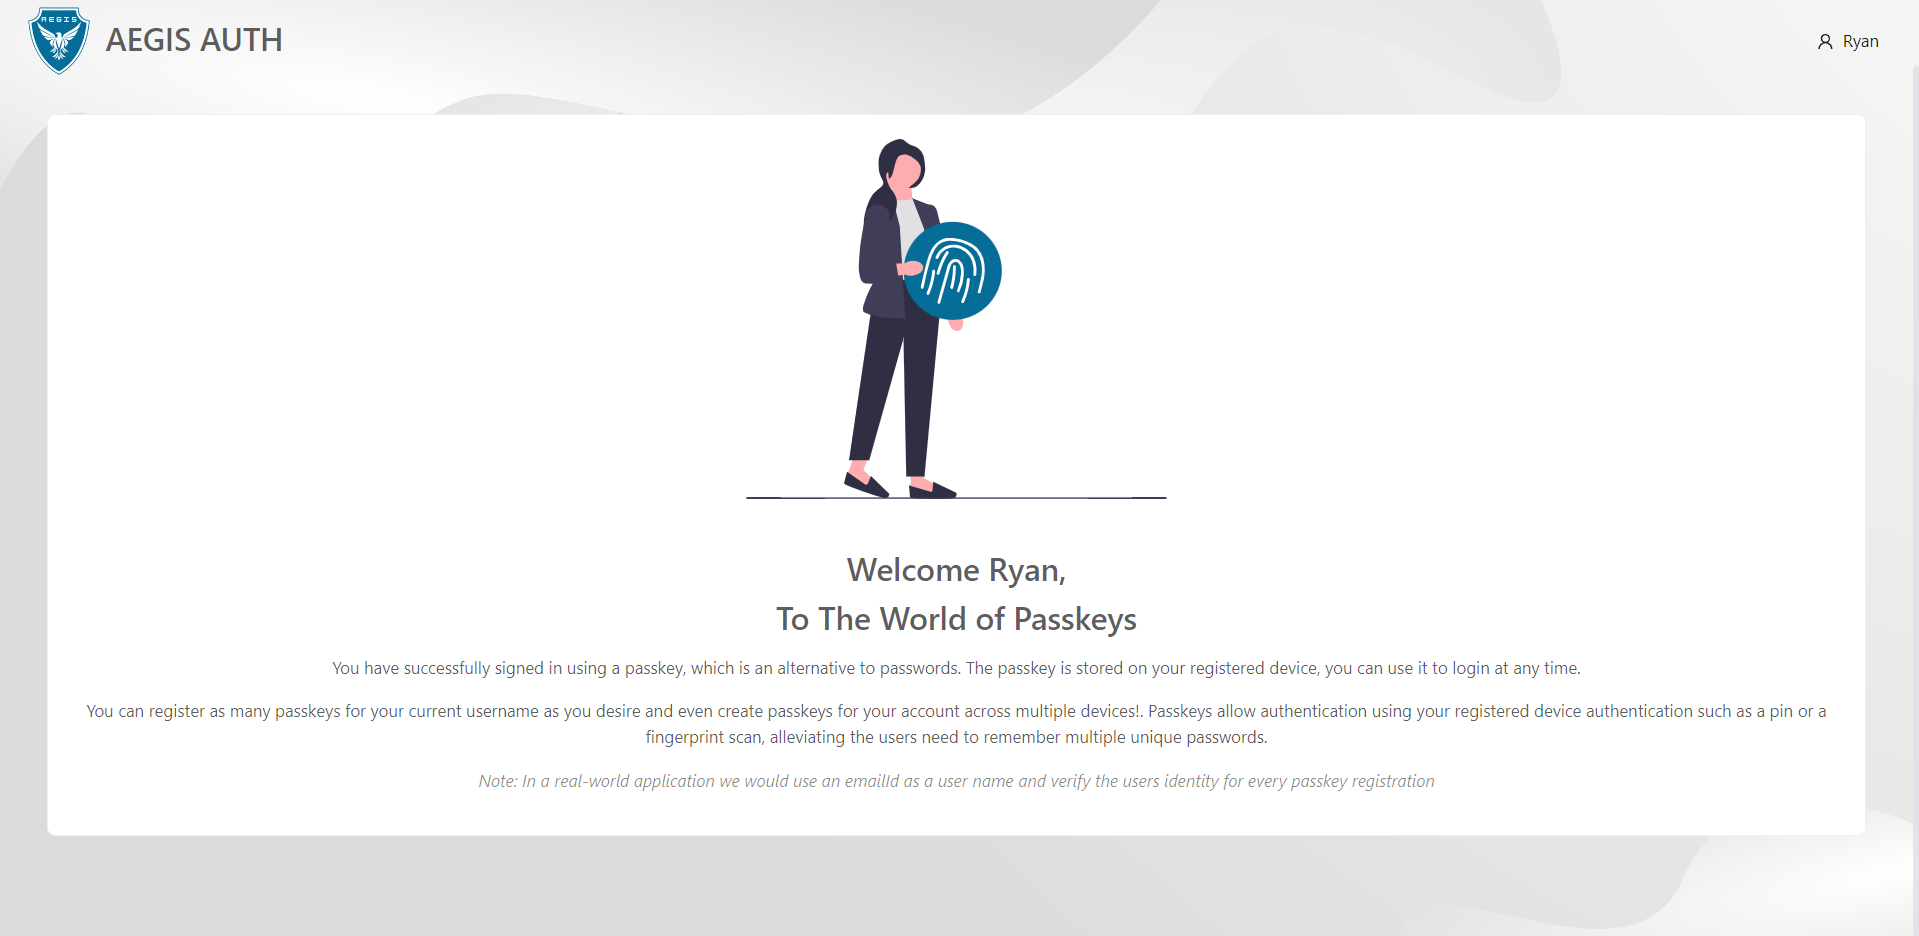 AEGIS
AEGIS AUTH
Ryan
Welcome Ryan,
To The World of Passkeys
You have successfully signed in using a passkey, which is an alternative to passwords. The passkey is stored on your registered device, you can use it to login at any time.
You can register as many passkeys for your current username as you desire and even create passkeys for your account across multiple devices!. Passkeys allow authentication using your registered device authentication such as a pin or a
fingerprint scan, alleviating the users need to remember multiple unique passwords.
Note: In a real-world application we would use an emailId as a user name and verify the users identity for every passkey registration